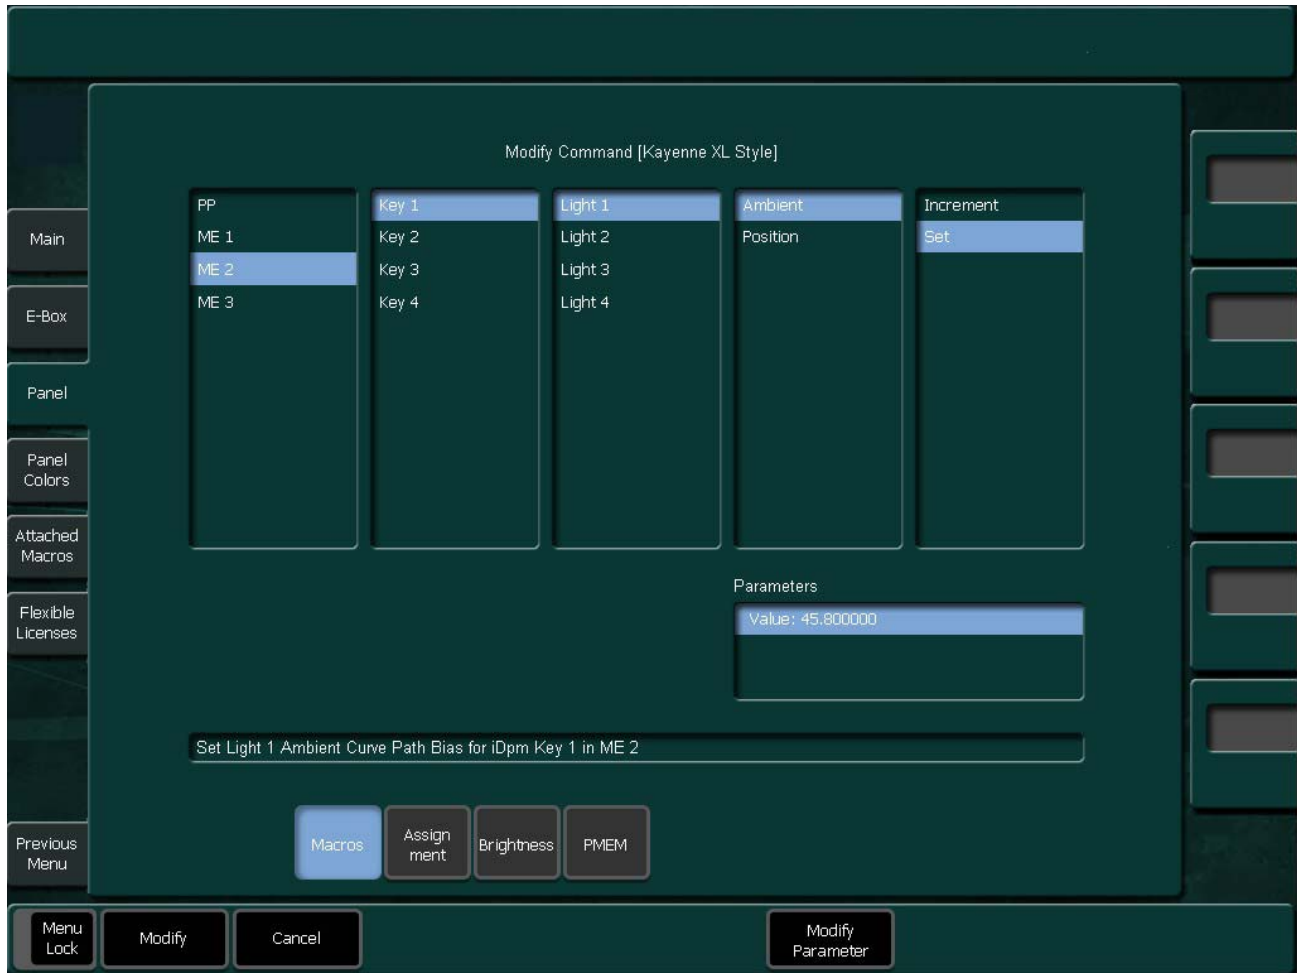 Modify Command [Kayenne XL Style]
PP
ME 1
ME 2
ME 3
Key 1
Key 2
Key 3
Key 4
Light 1
Light 2
Light 3
Light 4
Ambient
Position
Increment
Set
Main
E-Box
Panel
Panel
Colors
Attached
Macros
Flexible
Licenses
Parameters
Value: 45.800000
Set Light 1 Ambient Curve Path Bias for iDpm Key 1 in ME 2
Macros
Assign
ment
Brightness
PMEM
Previous
Menu
Menu
Lock
Modify
Cancel
Modify
Parameter